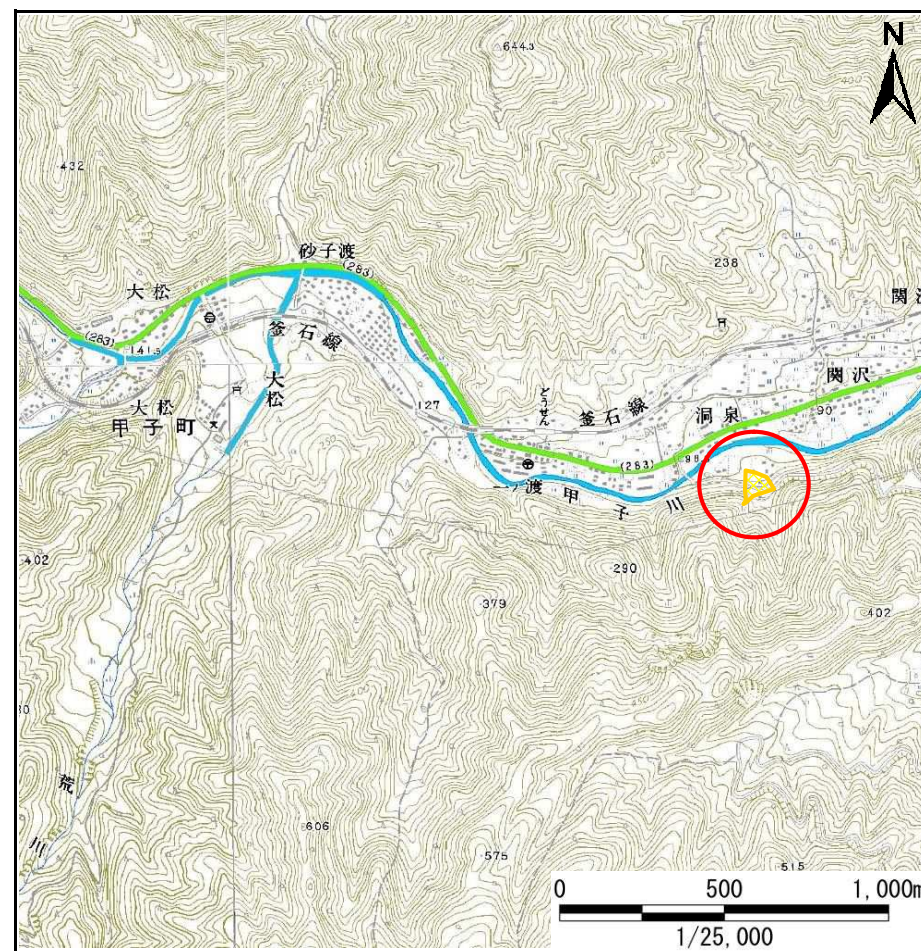 N
644.3
400
432
238
砂子渡
(283)
大松
関沢
(283)
141.5
釜石線
大松
127
どうせん
釜石線
洞泉
関沢
90
大松
甲子町
(283)
一ノ渡
甲子川
290
402
379
402
荒川
606
575
515
0 500 1,000m
1/25,000